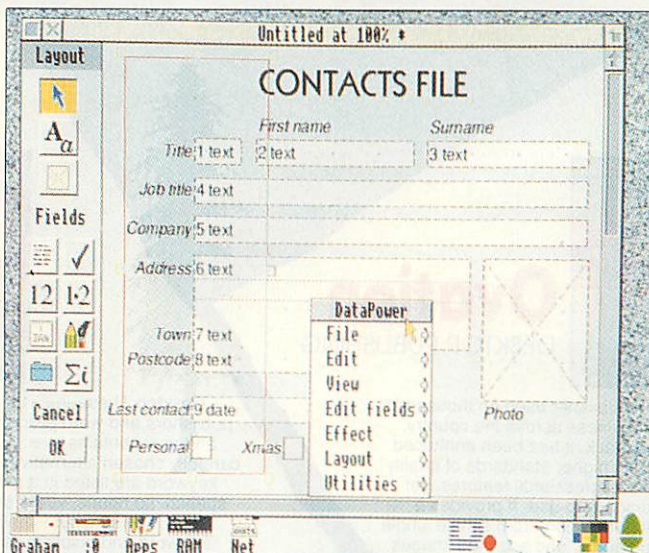 Untitled at 100% *
Layout
CONTACTS FILE
Aa
First name Surname
Title 1 text 2 text 3 text
Job title 4 text
Fields
Company 5 text
Address 6 text
12 1·2
DataPower
File
Town 7 text
Edit
Postcode 8 text
View
Σi
Cancel
Last contact 9 date
Edit fields
Photo
Effect
OK
Personal Xmas
Layout
Utilities
Graham :0 Apps RAM Net